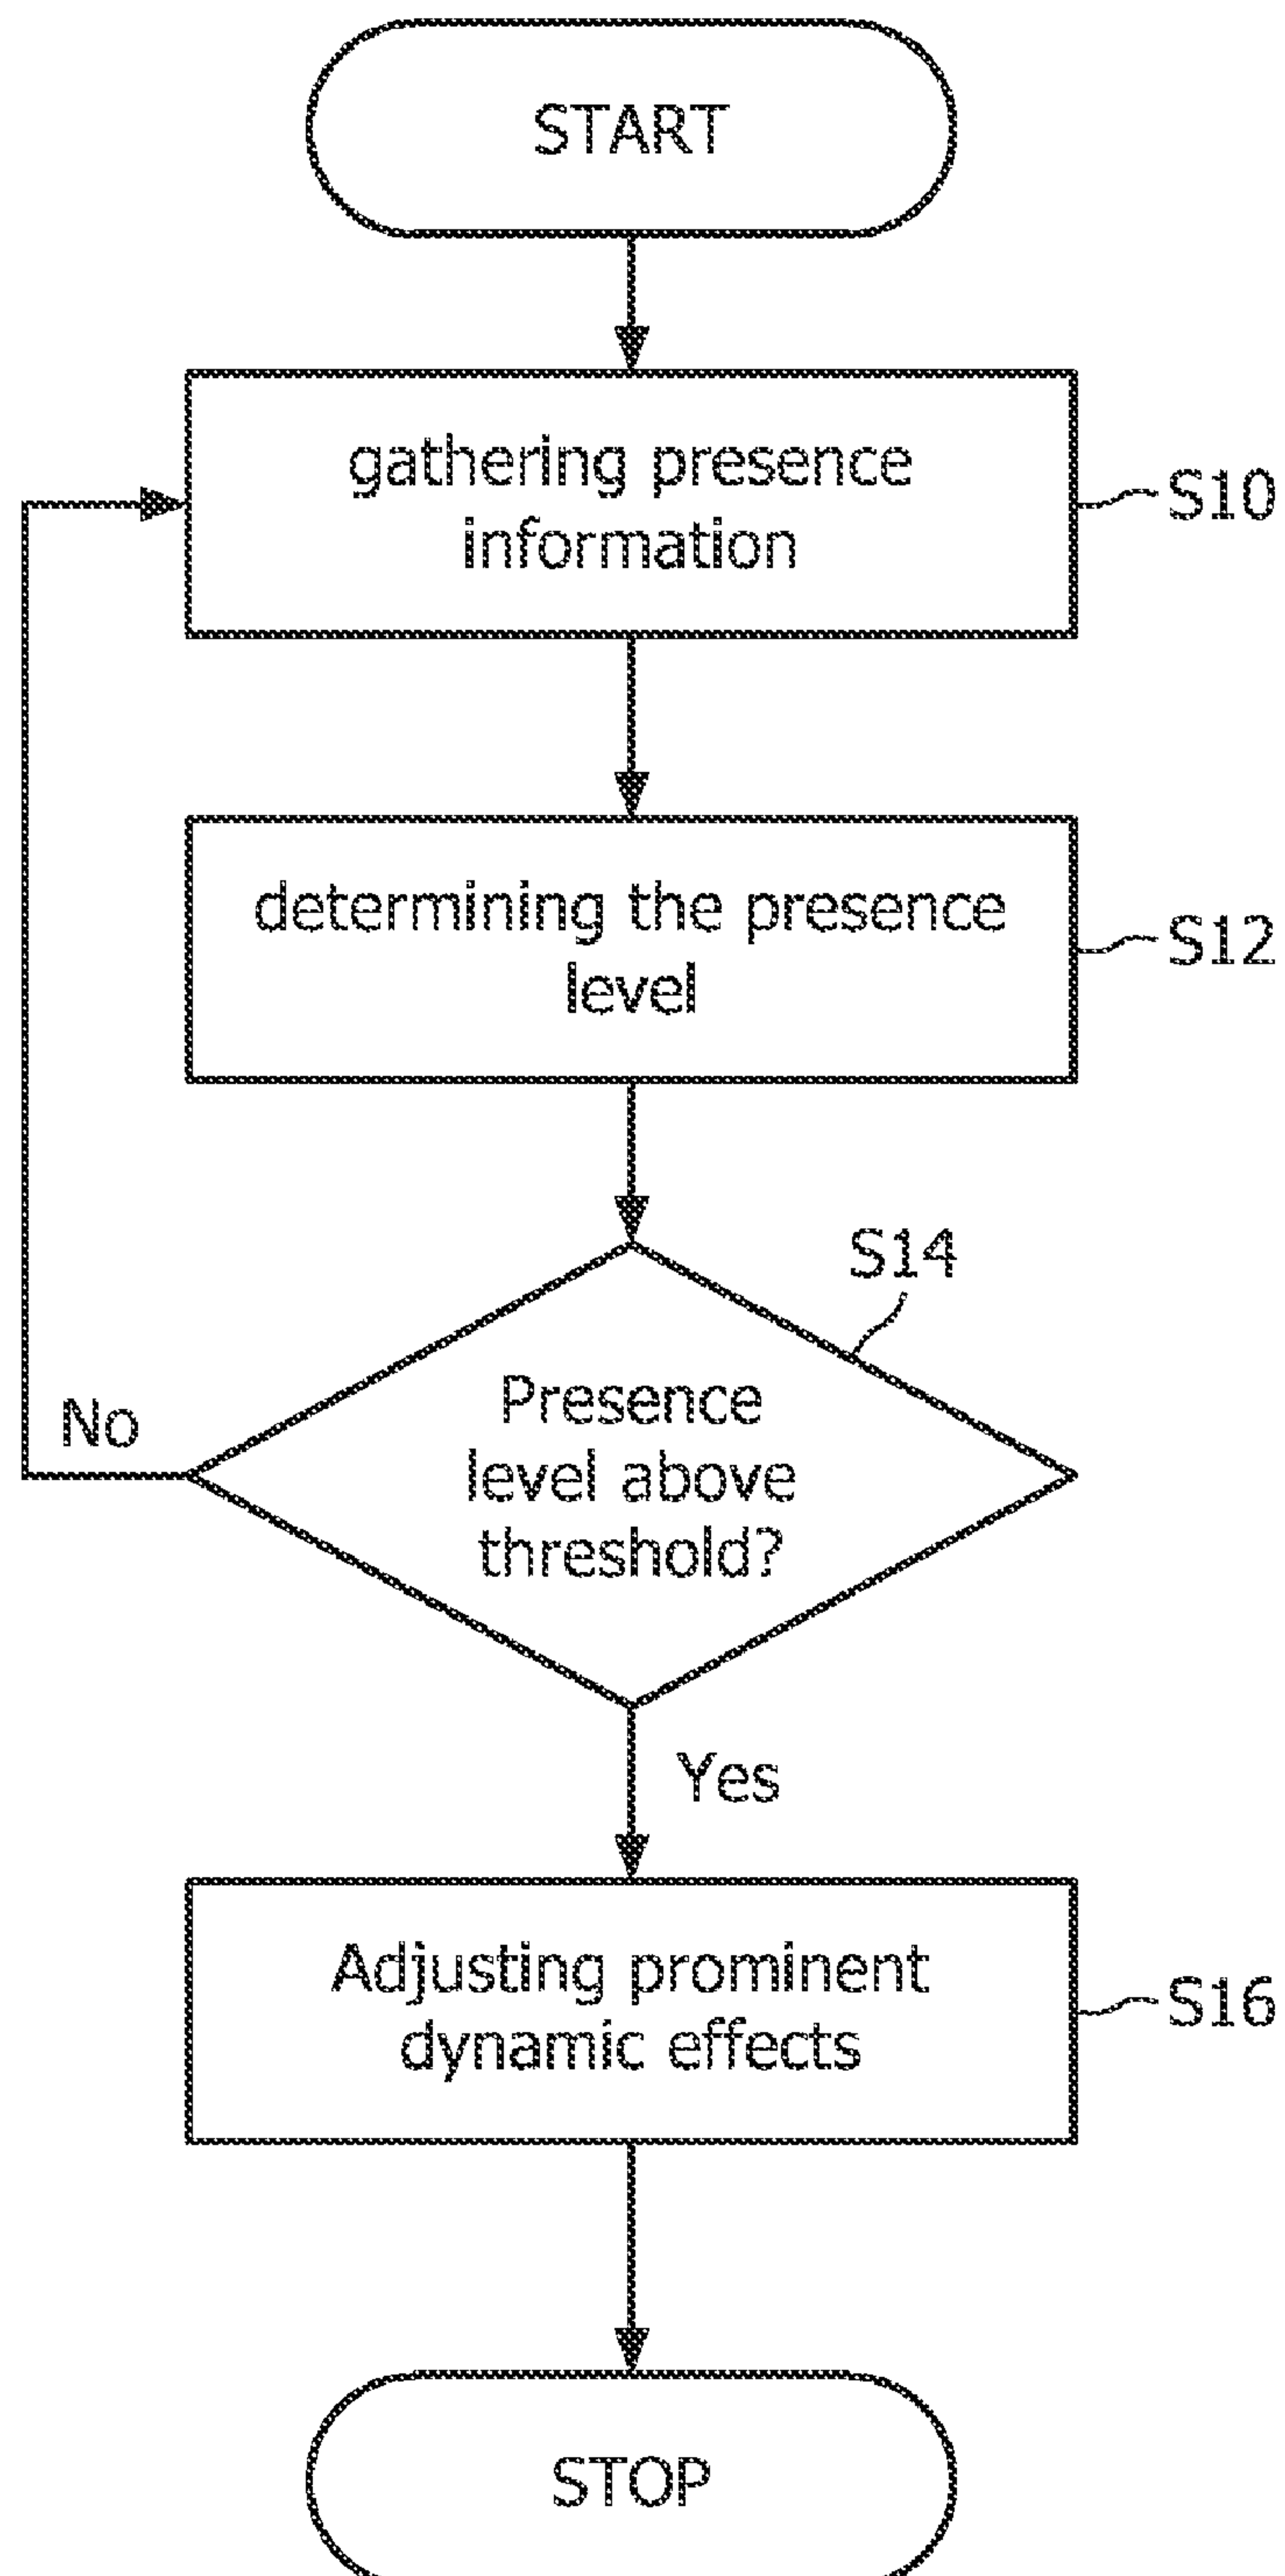 START
gathering presence
information
S10
determining the presence
level
S12
S14
Presence
level above
threshold?
No
Yes
Adjusting prominent
dynamic effects
S16
STOP